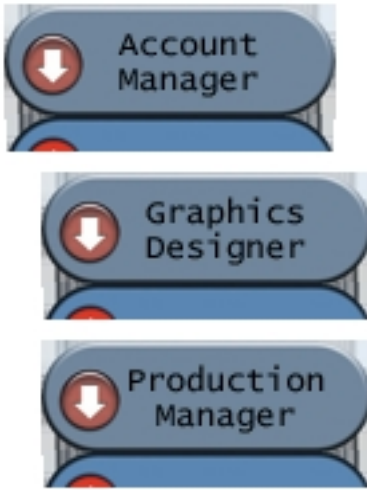 Account
Manager
Graphics
Designer
Production
Manager